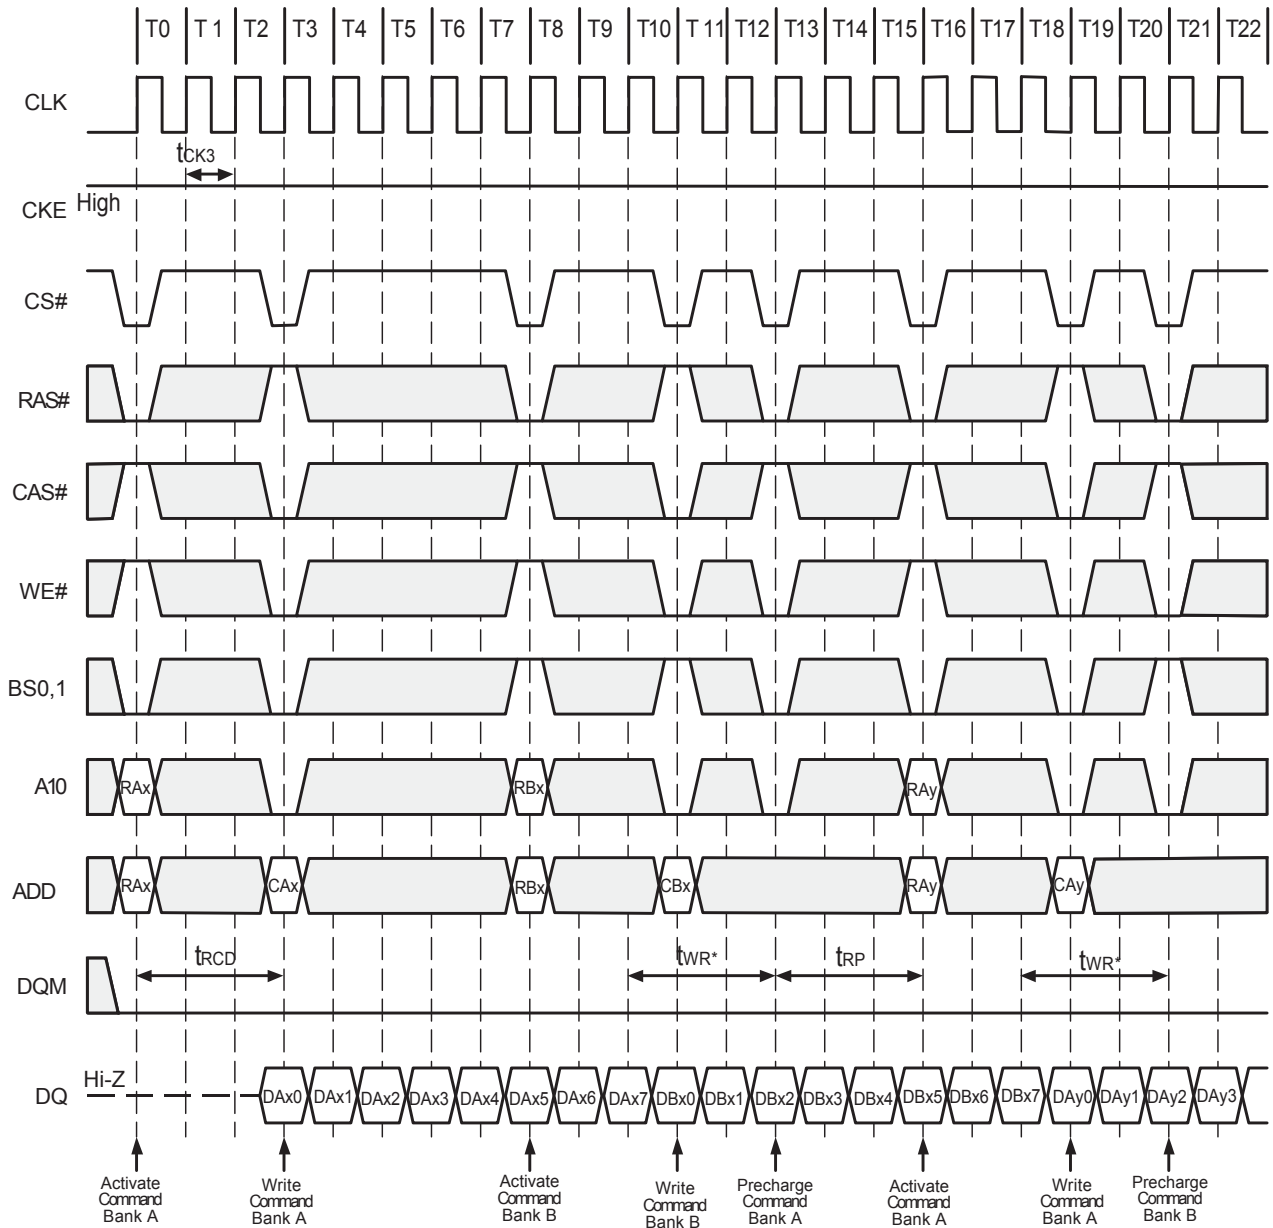 T0 T 1 T2 T3 T4 T5 T6 T7 T8 T9 T10 T 11 T12 T13 T14 T15 T16 T17 T18 T19 T20 T21 T22
CLK
tCK3
CKE High
CS#
RAS#
CAS#
WE#
BS0,1
A10 RAx RBx RAy
ADD RAx CAx RBx CBx RAy CAy
tRCD tWR* tRP tWR*
DQM
Hi-Z
DQ DAx0 DAx1 DAx2 DAx3 DAx4 DAx5 DAx6 DAx7 DBx0 DBx1 DBx2 DBx3 DBx4 DBx5 DBx6 DBx7 DAy0 DAy1 DAy2 DAy3
Activate
Command
Bank A
Write
Command
Bank A
Activate
Command
Bank B
Write
Command
Bank B
Precharge
Command
Bank A
Activate
Command
Bank A
Write
Command
Bank A
Precharge
Command
Bank B